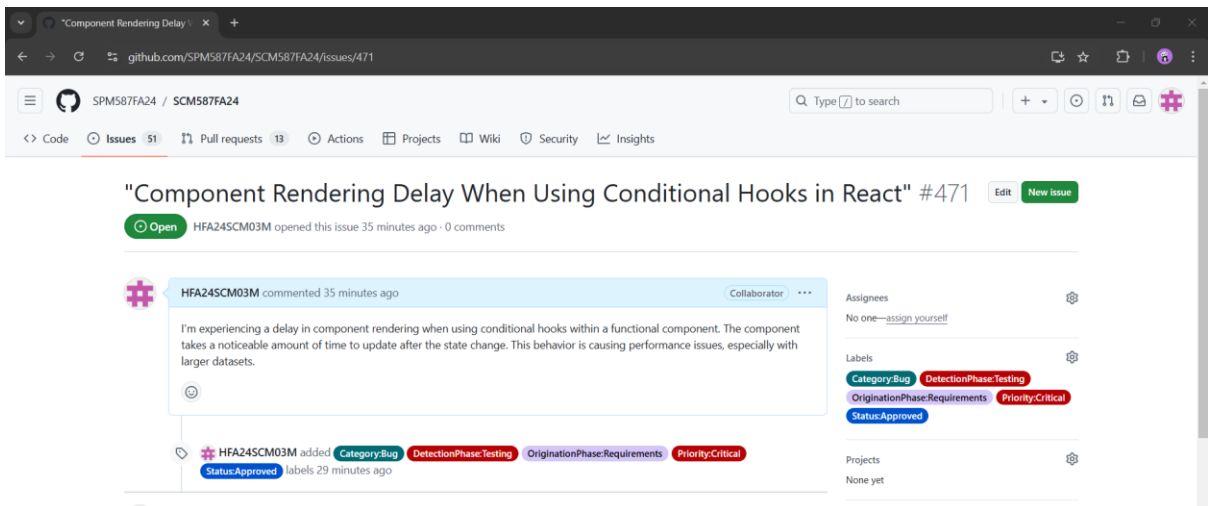 "Component Rendering Delay \
github.com/SPM587FA24/SCM587FA24/issues/471
SPM587FA24 / SCM587FA24
Type / to search
Code Issues 51 Pull requests 13 Actions Projects Wiki Security Insights
"Component Rendering Delay When Using Conditional Hooks in React" #471
Edit New issue
Open HFA24SCM03M opened this issue 35 minutes ago · 0 comments
HFA24SCM03M commented 35 minutes ago
Collaborator
I'm experiencing a delay in component rendering when using conditional hooks within a functional component. The component
takes a noticeable amount of time to update after the state change. This behavior is causing performance issues, especially with
larger datasets.
HFA24SCM03M added Category:Bug DetectionPhase:Testing OriginationPhase:Requirements Priority:Critical
Status:Approved labels 29 minutes ago
Assignees
No one—assign yourself
Labels
Category:Bug DetectionPhase:Testing
OriginationPhase:Requirements Priority:Critical
Status:Approved
Projects
None yet